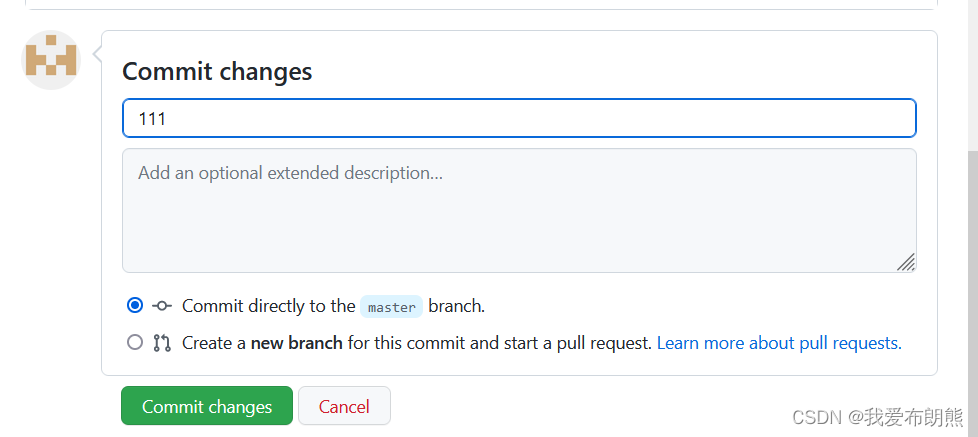 Commit changes
111
Add an optional extended description...
Commit directly to the master branch.
Create a new branch for this commit and start a pull request. Learn more about pull requests.
Commit changes
Cancel
CSDN @我爱布朗熊